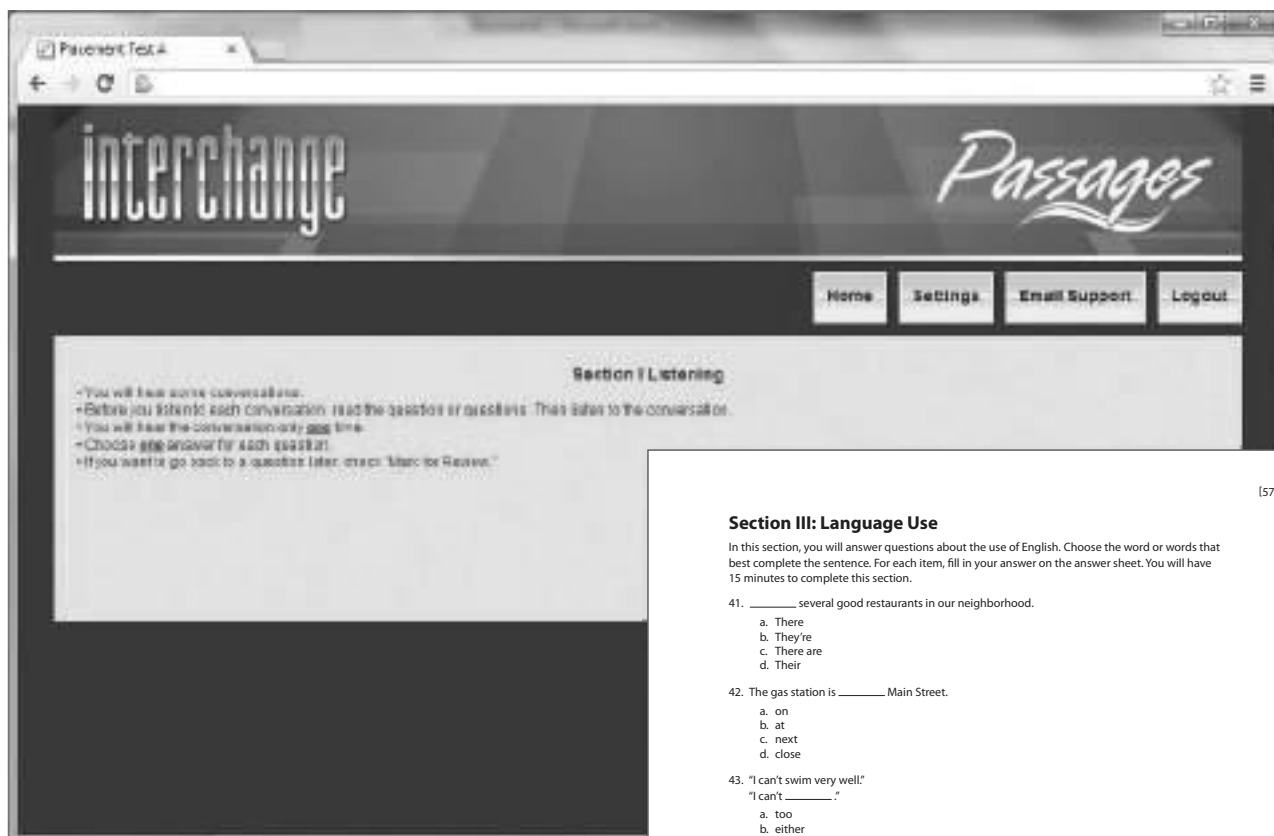 Placement Test A
interchange
Passages
Home
Settings
Email Support
Logout
Section I Listening
• You will hear some conversations.
• Before you listen to each conversation, read the question or questions. Then listen to the conversation.
• You will hear the conversation only one time.
• Choose one answer for each question.
• If you want to go back to a question later, check "Mark for Review."
[57
Section III: Language Use
In this section, you will answer questions about the use of English. Choose the word or words that
best complete the sentence. For each item, fill in your answer on the answer sheet. You will have
15 minutes to complete this section.
41. ________ several good restaurants in our neighborhood.
a. There
b. They’re
c. There are
d. Their
42. The gas station is ________ Main Street.
a. on
b. at
c. next
d. close
43. “I can’t swim very well.”
“I can’t ________ .”
a. too
b. either